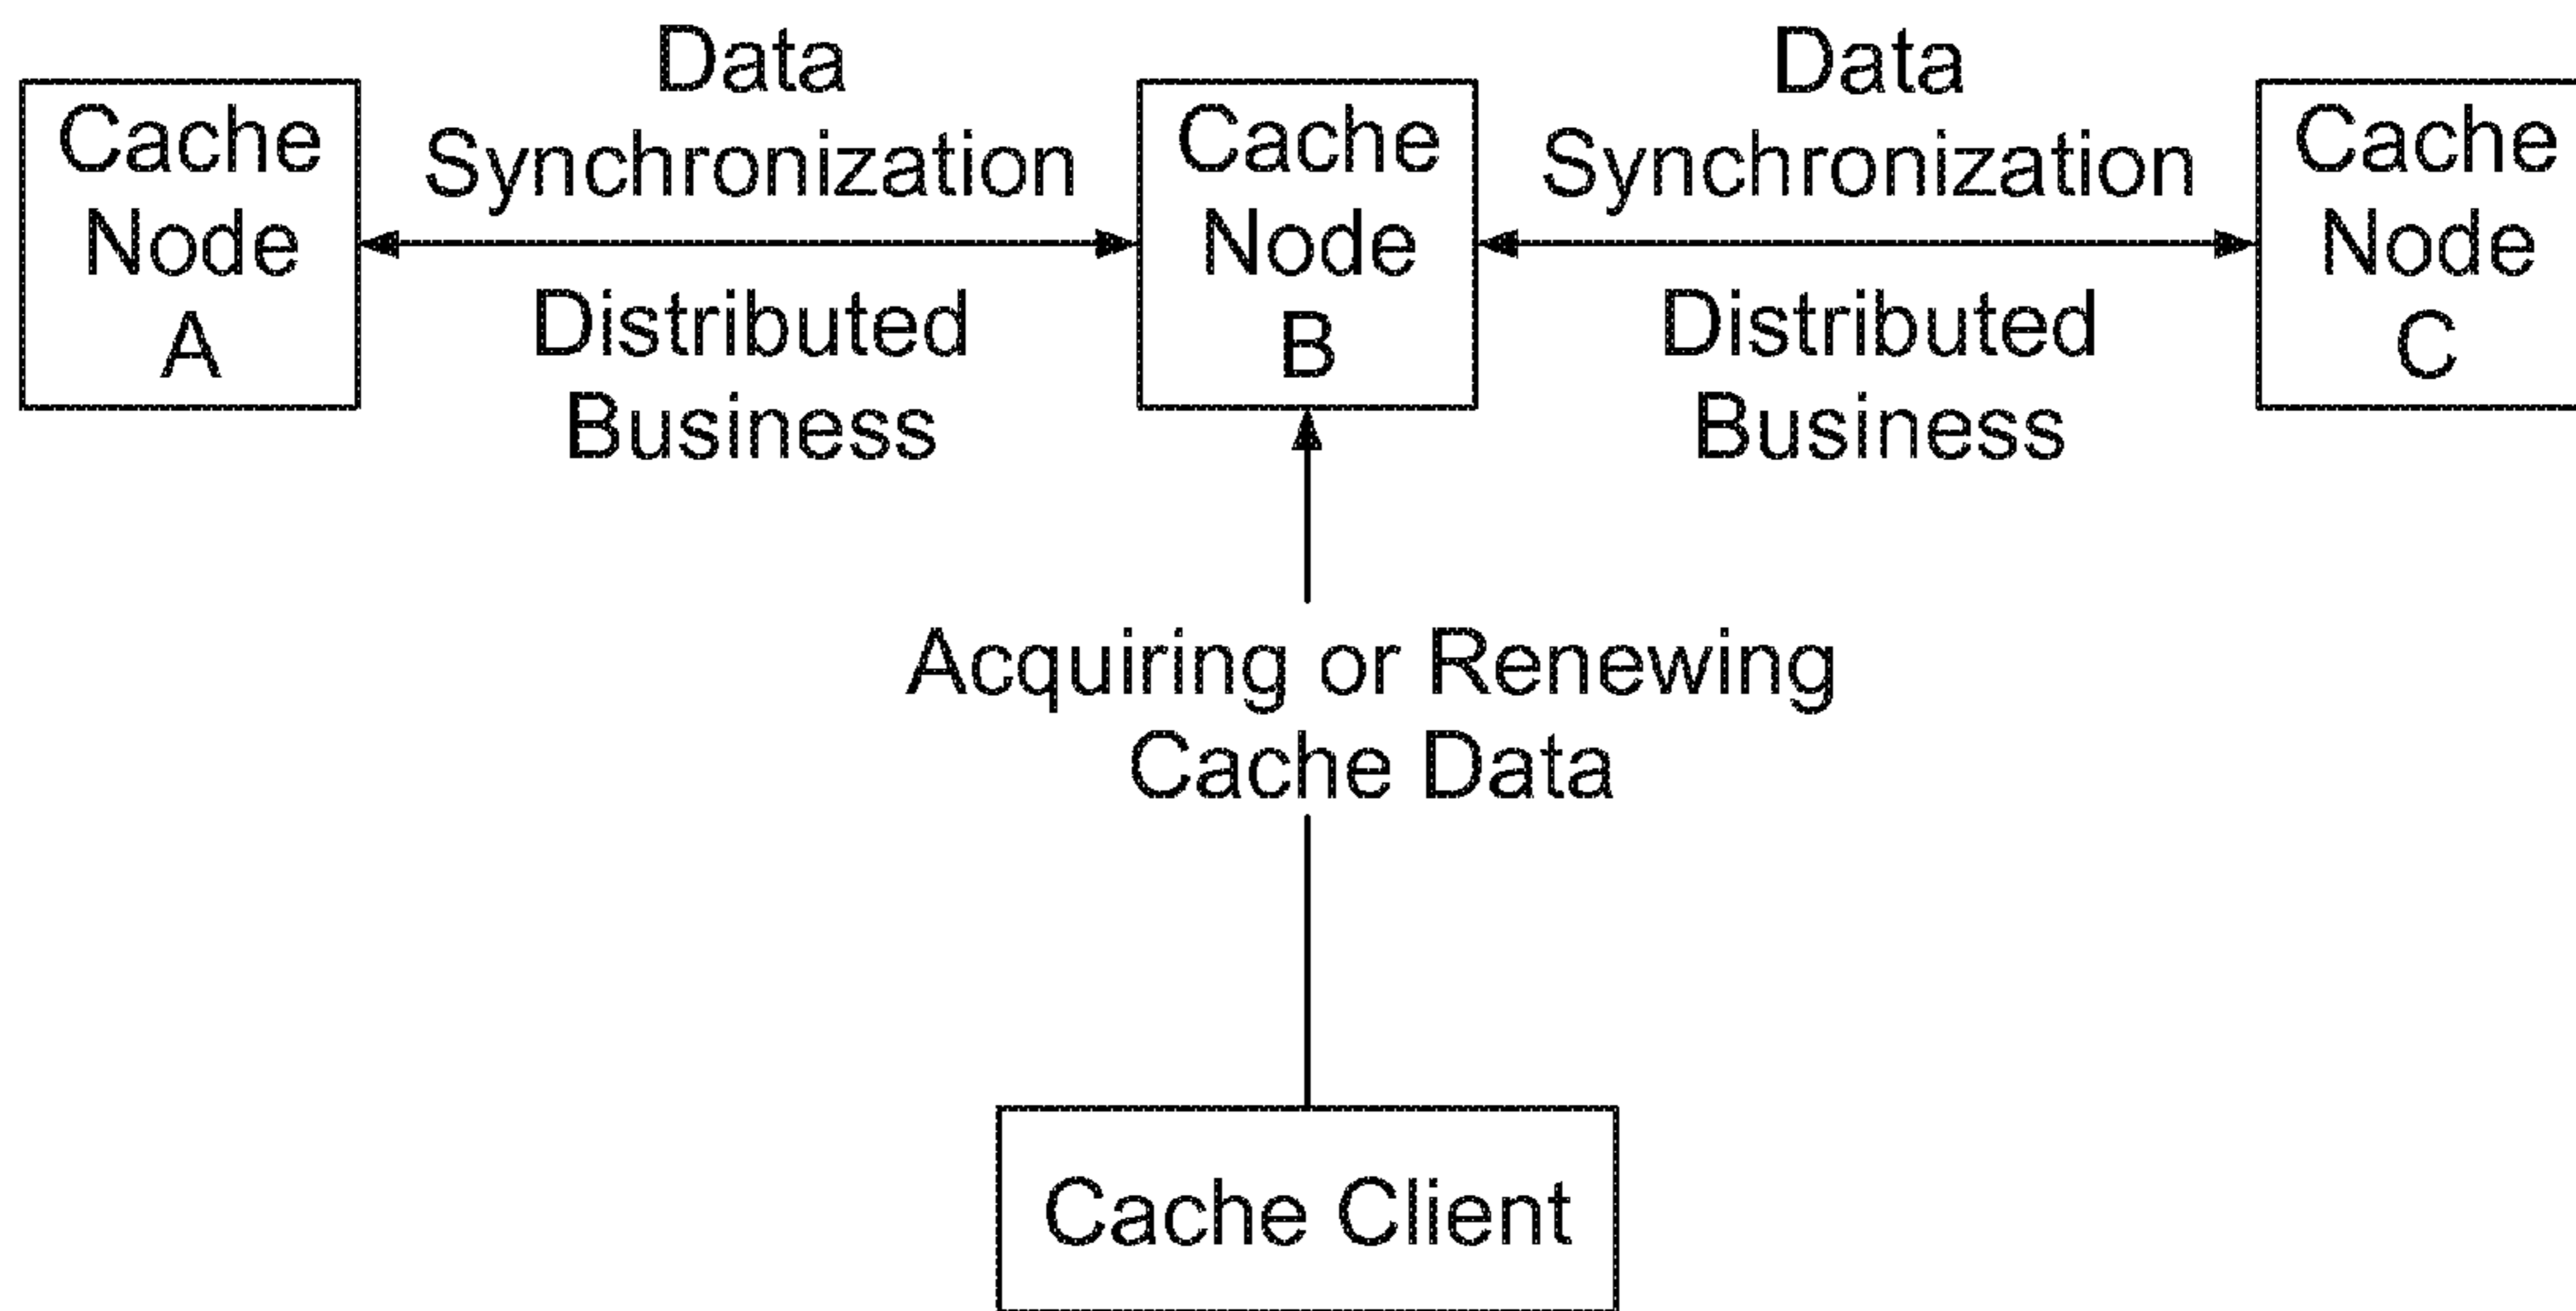 Cache
Node
A
Data
Synchronization
Distributed
Business
Cache
Node
B
Data
Synchronization
Distributed
Business
Cache
Node
C
Acquiring or Renewing
Cache Data
Cache Client